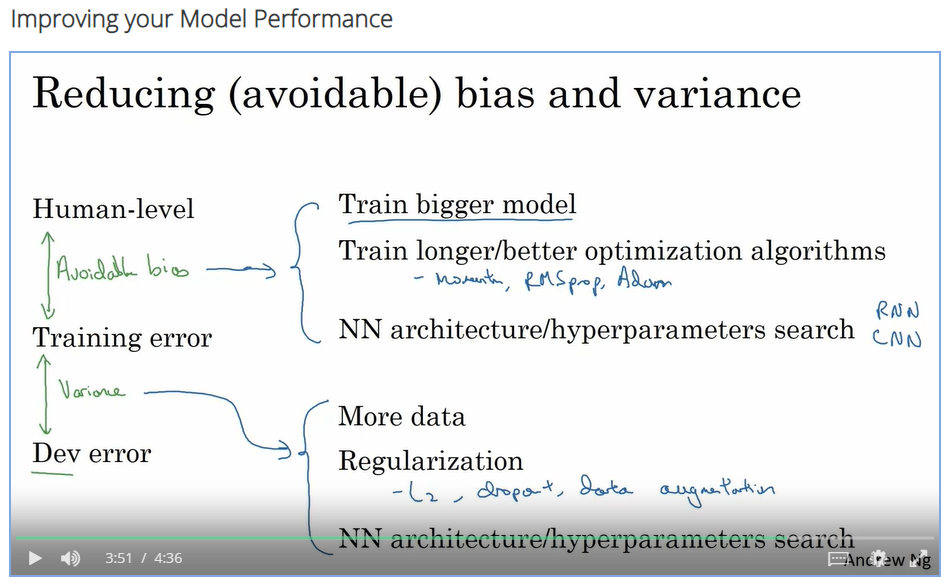 Improving your Model Performance
Reducing (avoidable) bias and variance
Human-level
Avoidable bias
Training error
Variance
Dev error
Train bigger model
Train longer/better optimization algorithms
- Momentum, RMSprop, Adam
NN architecture/hyperparameters search
RNN
CNN
More data
Regularization
- L2, dropout, data augmentation
NN architecture/hyperparameters search
3:51 / 4:36
Andrew Ng